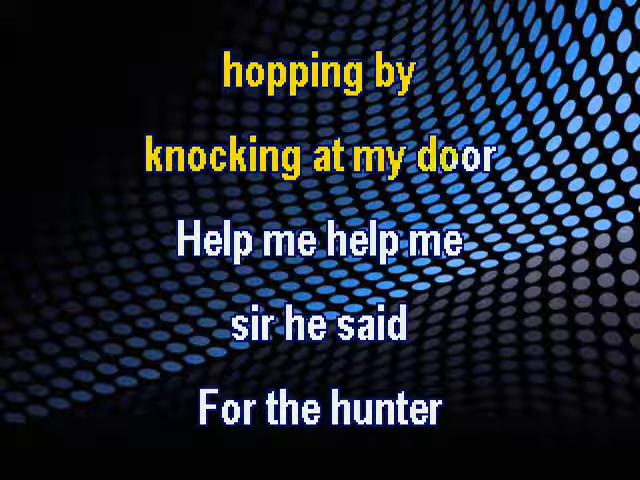 hopping by
knocking at my door
Help me help me
sir he said
For the hunter